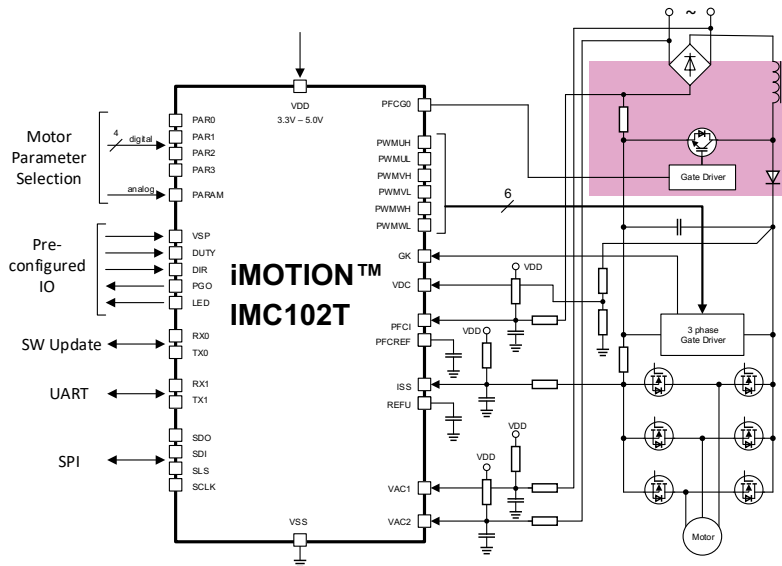 ~
VDD
3.3V – 5.0V
PFCG0
PAR0
PAR1
PAR2
PAR3
PARAM
Motor
Parameter
Selection
4
digital
analog
PWMUH
PWMUL
PWMVH
PWMVL
PWMWH
PWMWL
6
Gate Driver
Pre-
configured
IO
VSP
DUTY
DIR
PGO
LED
GK
VDC
VDD
iMOTION™
IMC102T
PFCI
PFCREF
VDD
3 phase
Gate Driver
SW Update
RX0
TX0
UART
RX1
TX1
ISS
REFU
SPI
SDO
SDI
SLS
SCLK
VDD
VDD
VAC1
VAC2
VSS
Motor